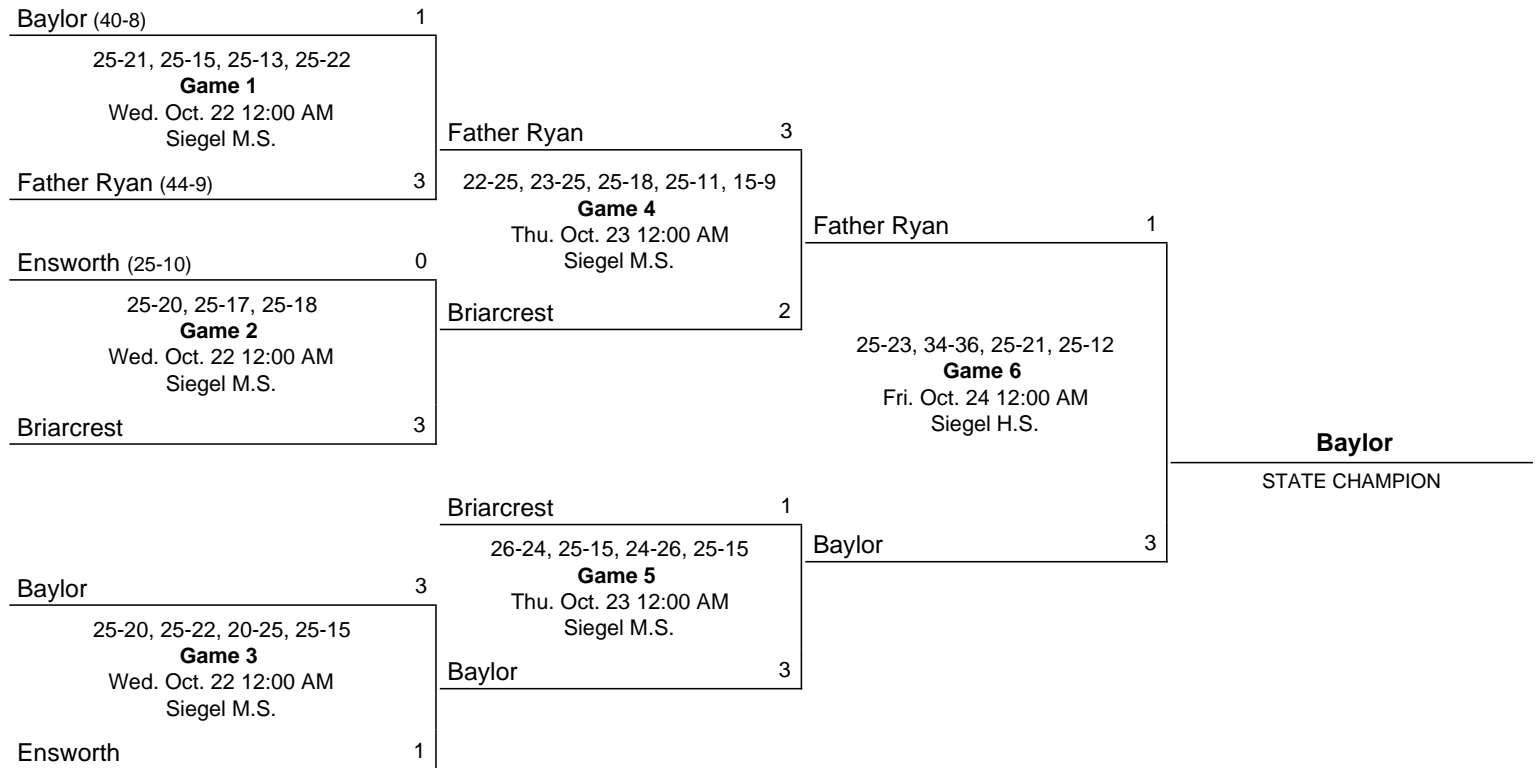 Baylor (40-8) 1
25-21, 25-15, 25-13, 25-22
Game 1
Wed. Oct. 22 12:00 AM
Siegel M.S.
Father Ryan (44-9) 3
Ensworth (25-10) 0
25-20, 25-17, 25-18
Game 2
Wed. Oct. 22 12:00 AM
Siegel M.S.
Briarcrest 3
Baylor 3
25-20, 25-22, 20-25, 25-15
Game 3
Wed. Oct. 22 12:00 AM
Siegel M.S.
Ensworth 1
Father Ryan 3
22-25, 23-25, 25-18, 25-11, 15-9
Game 4
Thu. Oct. 23 12:00 AM
Siegel M.S.
Briarcrest 2
Briarcrest 1
26-24, 25-15, 24-26, 25-15
Game 5
Thu. Oct. 23 12:00 AM
Siegel M.S.
Baylor 3
Father Ryan 1
25-23, 34-36, 25-21, 25-12
Game 6
Fri. Oct. 24 12:00 AM
Siegel H.S.
Baylor 3
Baylor
STATE CHAMPION